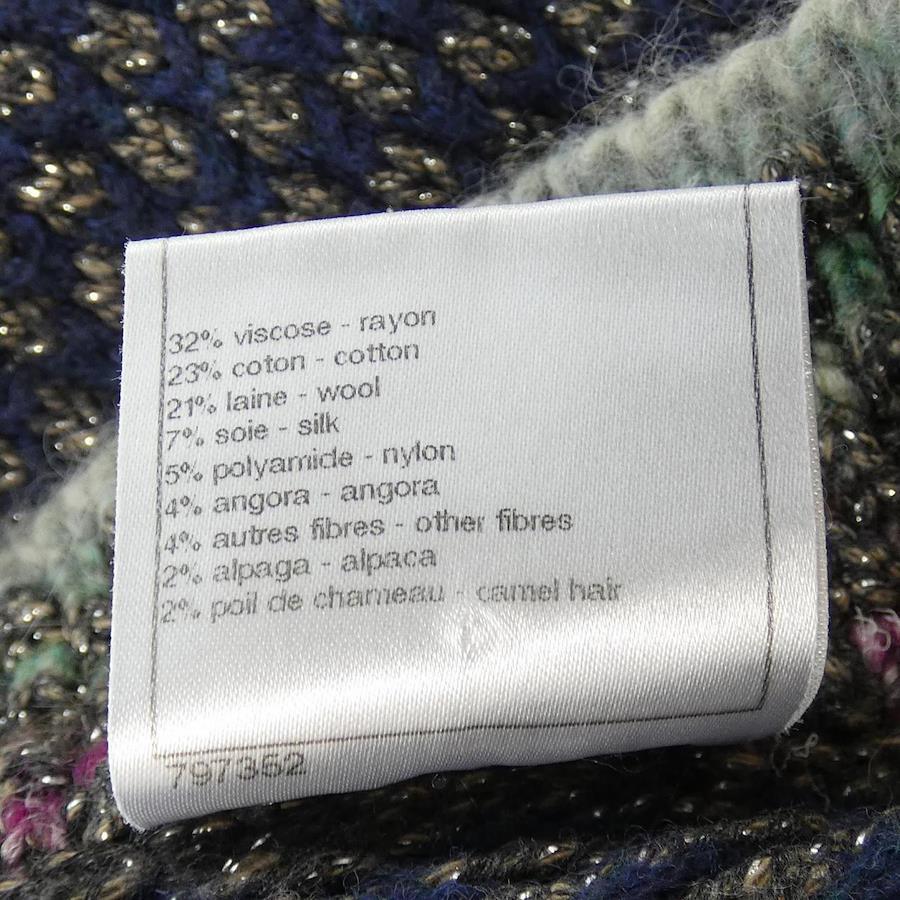 32% viscose - rayon
23% coton - cotton
21% laine - wool
7% soie - silk
5% polyamide - nylon
4% angora - angora
4% autres fibres - other fibres
2% alpaga - alpaca
2% poil de chameau - camel hair
797352